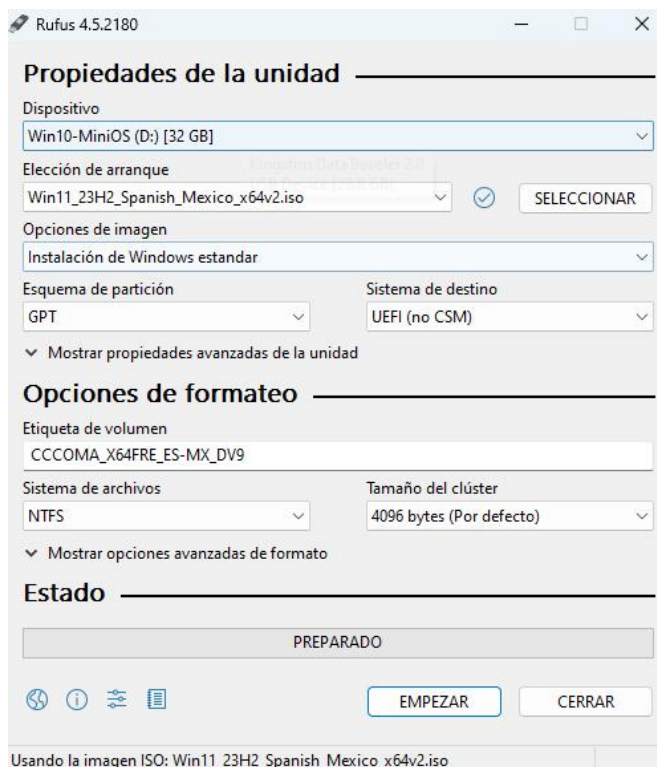 Rufus 4.5.2180
Propiedades de la unidad
Dispositivo
Win10-MiniOS (D:) [32 GB]
Elección de arranque
Win11_23H2_Spanish_Mexico_x64v2.iso
SELECCIONAR
Opciones de imagen
Instalación de Windows estandar
Esquema de partición
Sistema de destino
GPT
UEFI (no CSM)
Mostrar propiedades avanzadas de la unidad
Opciones de formateo
Etiqueta de volumen
CCCOMA_X64FRE_ES-MX_DV9
Sistema de archivos
Tamaño del clúster
NTFS
4096 bytes (Por defecto)
Mostrar opciones avanzadas de formato
Estado
PREPARADO
EMPEZAR
CERRAR
Usando la imagen ISO: Win11_23H2_Spanish_Mexico_x64v2.iso